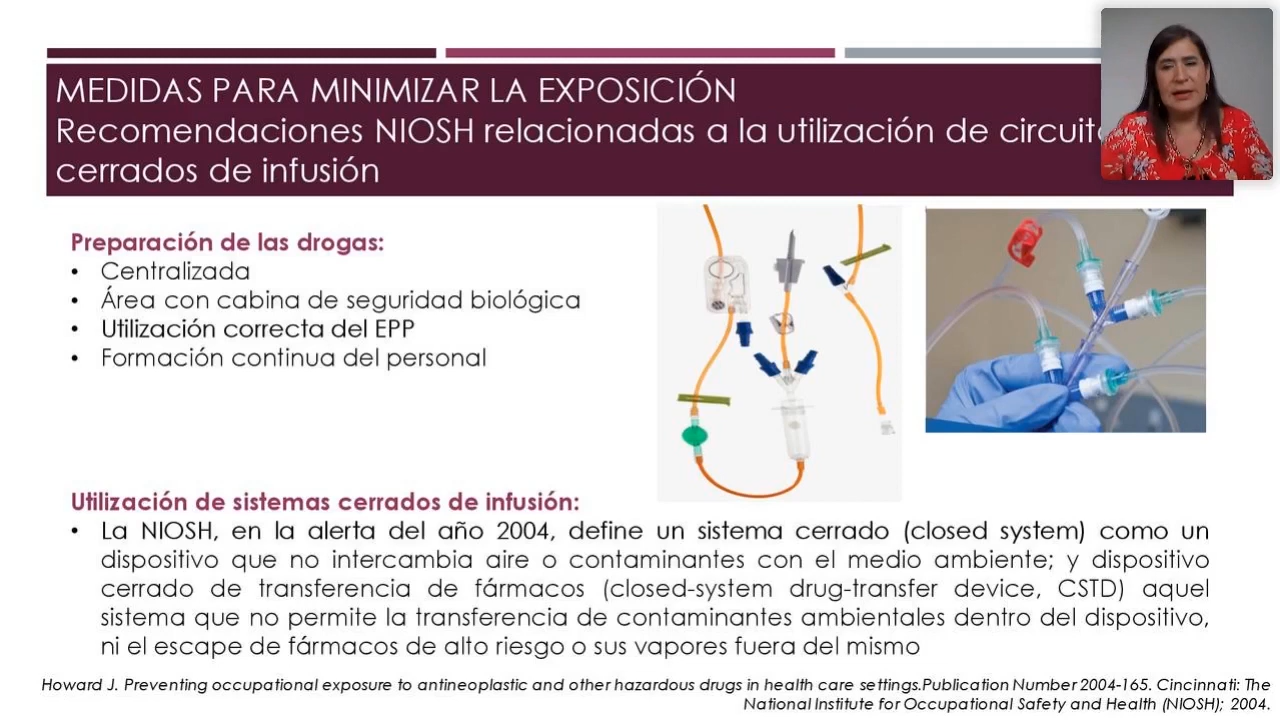 MEDIDAS PARA MINIMIZAR LA EXPOSICIÓN
Recomendaciones NIOSH relacionadas a la utilización de
cerrados de infusión
Preparación de las drogas:
• Centralizada
• Área con cabina de seguridad biológica
• Utilización correcta del EPP
• Formación continua del personal
Utilización de sistemas cerrados de infusión:
• La NIOSH, en la alerta del año 2004, define un sistema cerrado (closed system) como un
dispositivo que no intercambia aire o contaminantes con el medio ambiente; y dispositivo
cerrado de transferencia de fármacos (closed-system drug-transfer device, CSTD) aquel
sistema que no permite la transferencia de contaminantes ambientales dentro del dispositivo,
ni el escape de fármacos de alto riesgo o sus vapores fuera del mismo
Howard J. Preventing occupational exposure to antineoplastic and other hazardous drugs in health care settings.Publication Number 2004-165. Cincinnati: The
National Institute for Occupational Safety and Health (NIOSH); 2004.